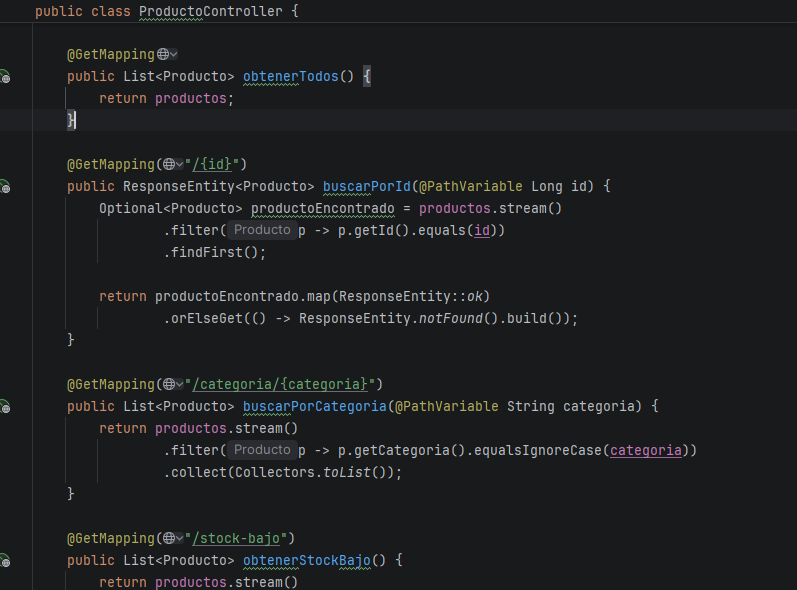 public class ProductoController {
@GetMapping
public List<Producto> obtenerTodos() {
return productos;
}
@GetMapping("/{id}")
public ResponseEntity<Producto> buscarPorId(@PathVariable Long id) {
Optional<Producto> productoEncontrado = productos.stream()
.filter( Producto p -> p.getId().equals(id))
.findFirst();
return productoEncontrado.map(ResponseEntity::ok)
.orElseGet(() -> ResponseEntity.notFound().build());
}
@GetMapping("/categoria/{categoria}")
public List<Producto> buscarPorCategoria(@PathVariable String categoria) {
return productos.stream()
.filter( Producto p -> p.getCategoria().equalsIgnoreCase(categoria))
.collect(Collectors.toList());
}
@GetMapping("/stock-bajo")
public List<Producto> obtenerStockBajo() {
return productos.stream()